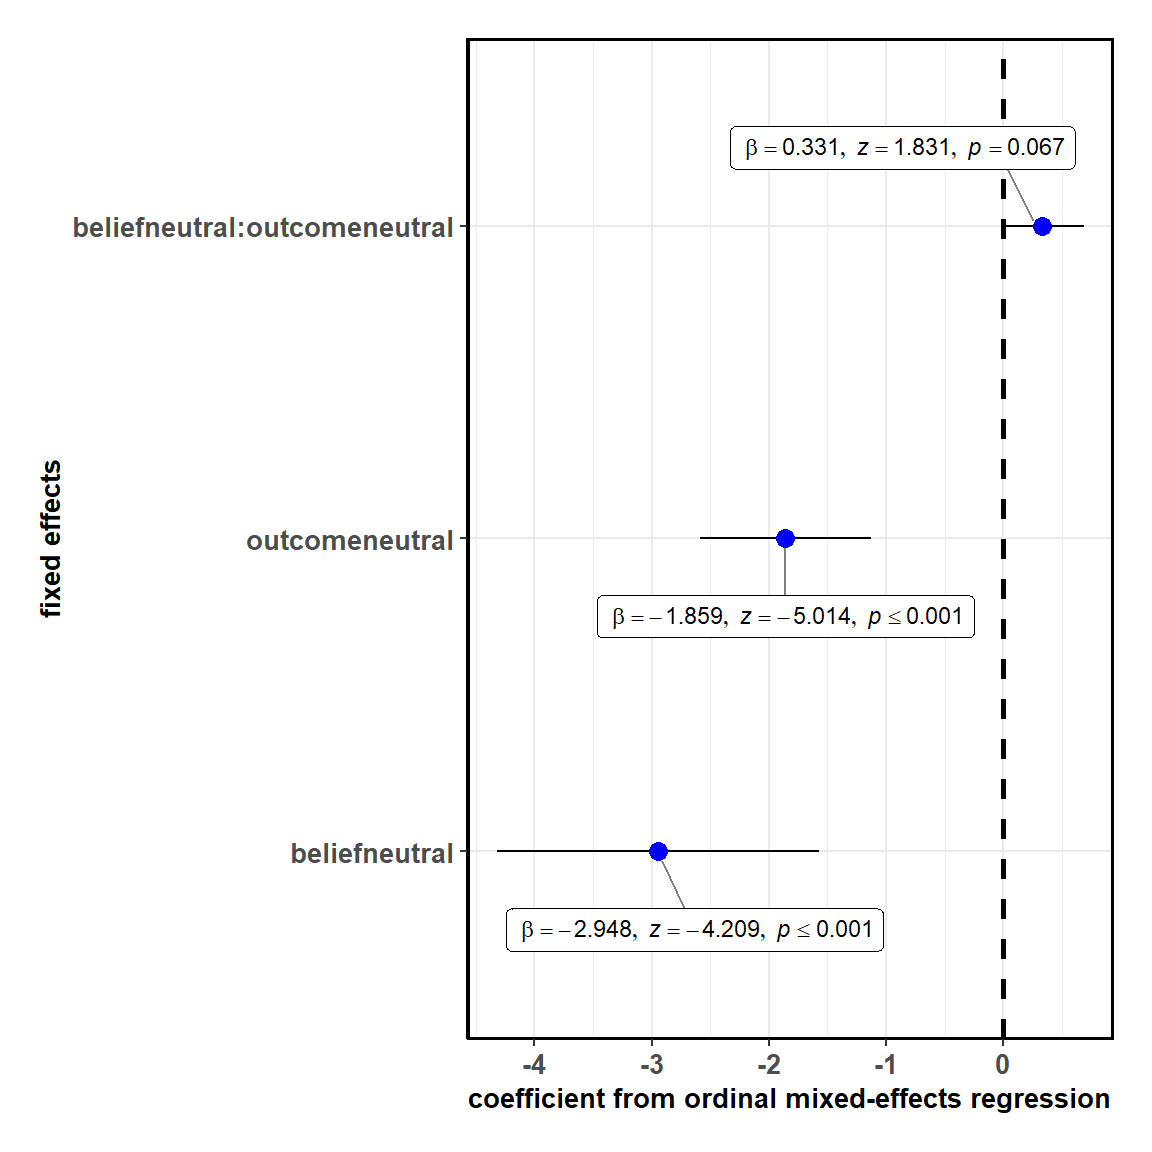 β = 0.331, z = 1.831, p = 0.067
beliefneutral:outcomeneutral
fixed effects
outcomeneutral
β = −1.859, z = −5.014, p ≤ 0.001
beliefneutral
β = −2.948, z = −4.209, p ≤ 0.001
-4 -3 -2 -1 0
coefficient from ordinal mixed-effects regression